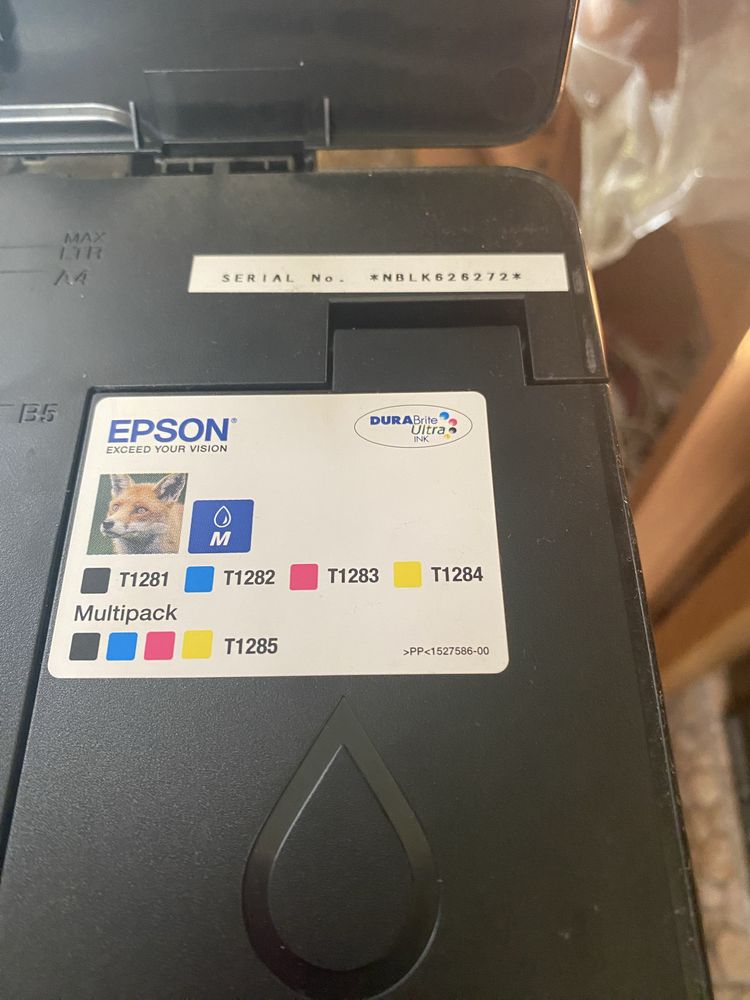 MAX
LTR
A4
SERIAL No. *NBLK626272*
B5
EPSON®
EXCEED YOUR VISION
DURABrite
Ultra
INK
M
T1281 T1282 T1283 T1284
Multipack
T1285
>PP<1527586-00